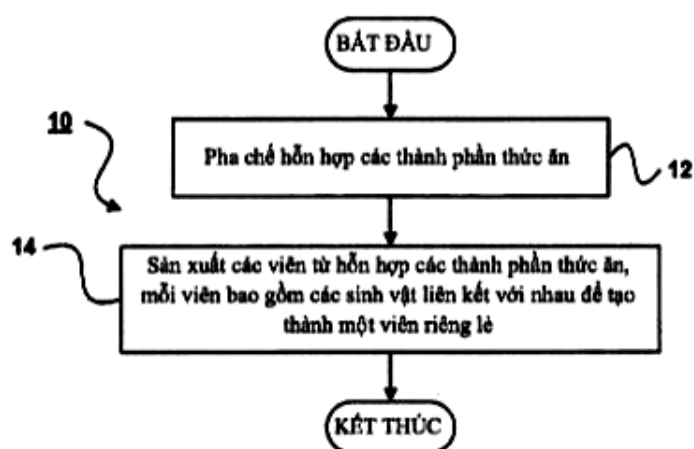 BẮT ĐẦU
10
Pha chế hỗn hợp các thành phần thức ăn
12
14
Sản xuất các viên từ hỗn hợp các thành phần thức ăn,
mỗi viên bao gồm các sinh vật liên kết với nhau để tạo
thành một viên riêng lẻ
KẾT THÚC